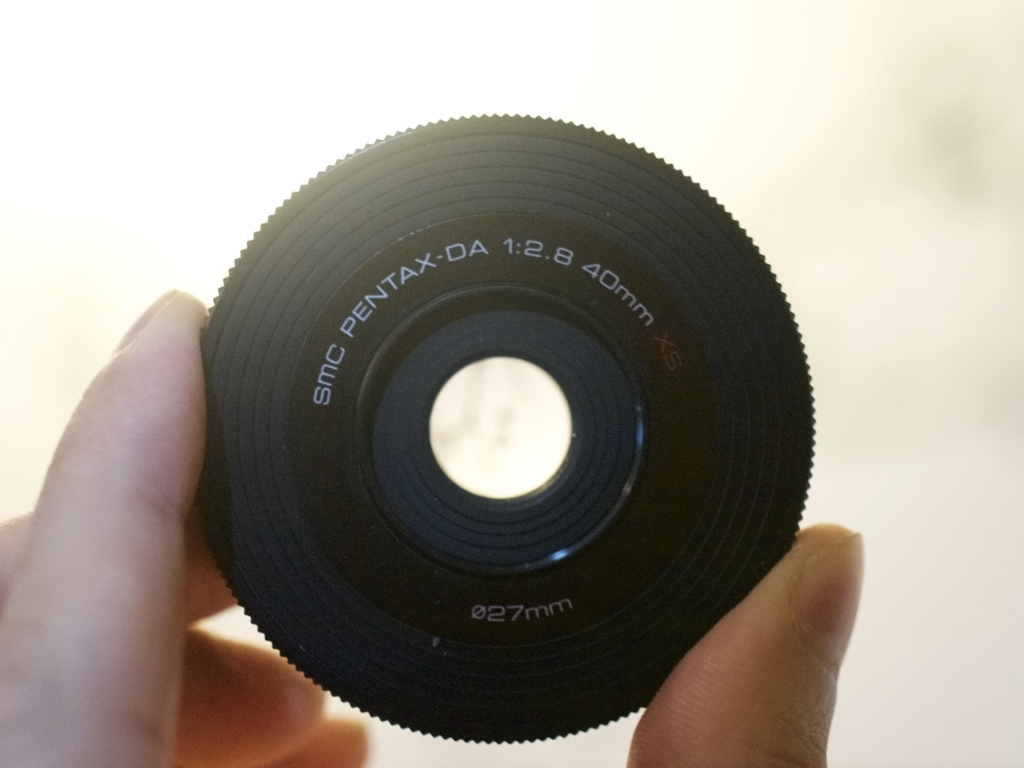 SMC PENTAX-DA 1:2.8 40mm XS
ø27mm